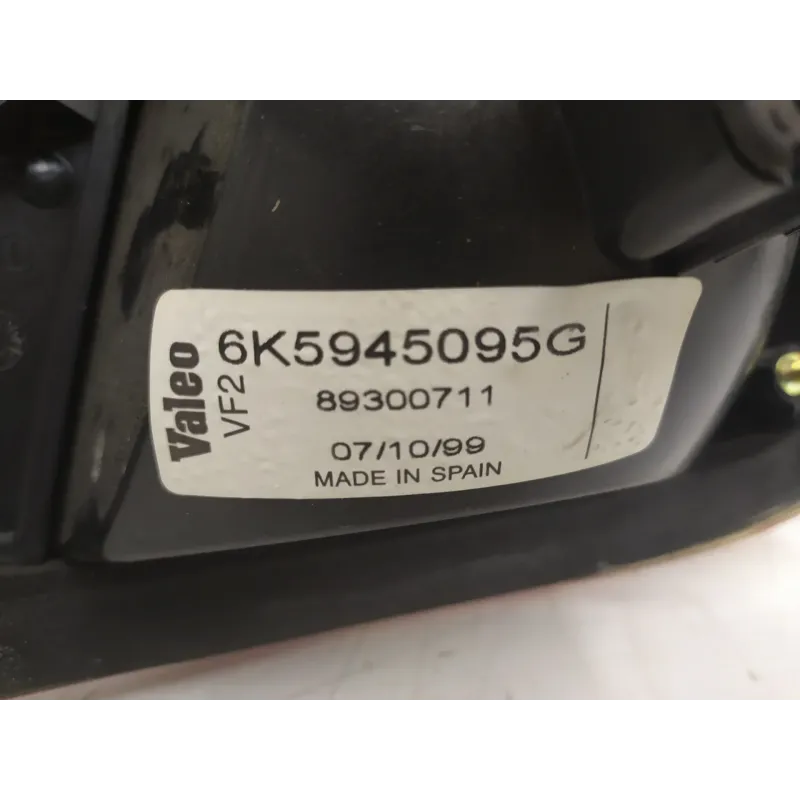 Valeo
VF2
6K5945095G
89300711
07/10/99
MADE IN SPAIN